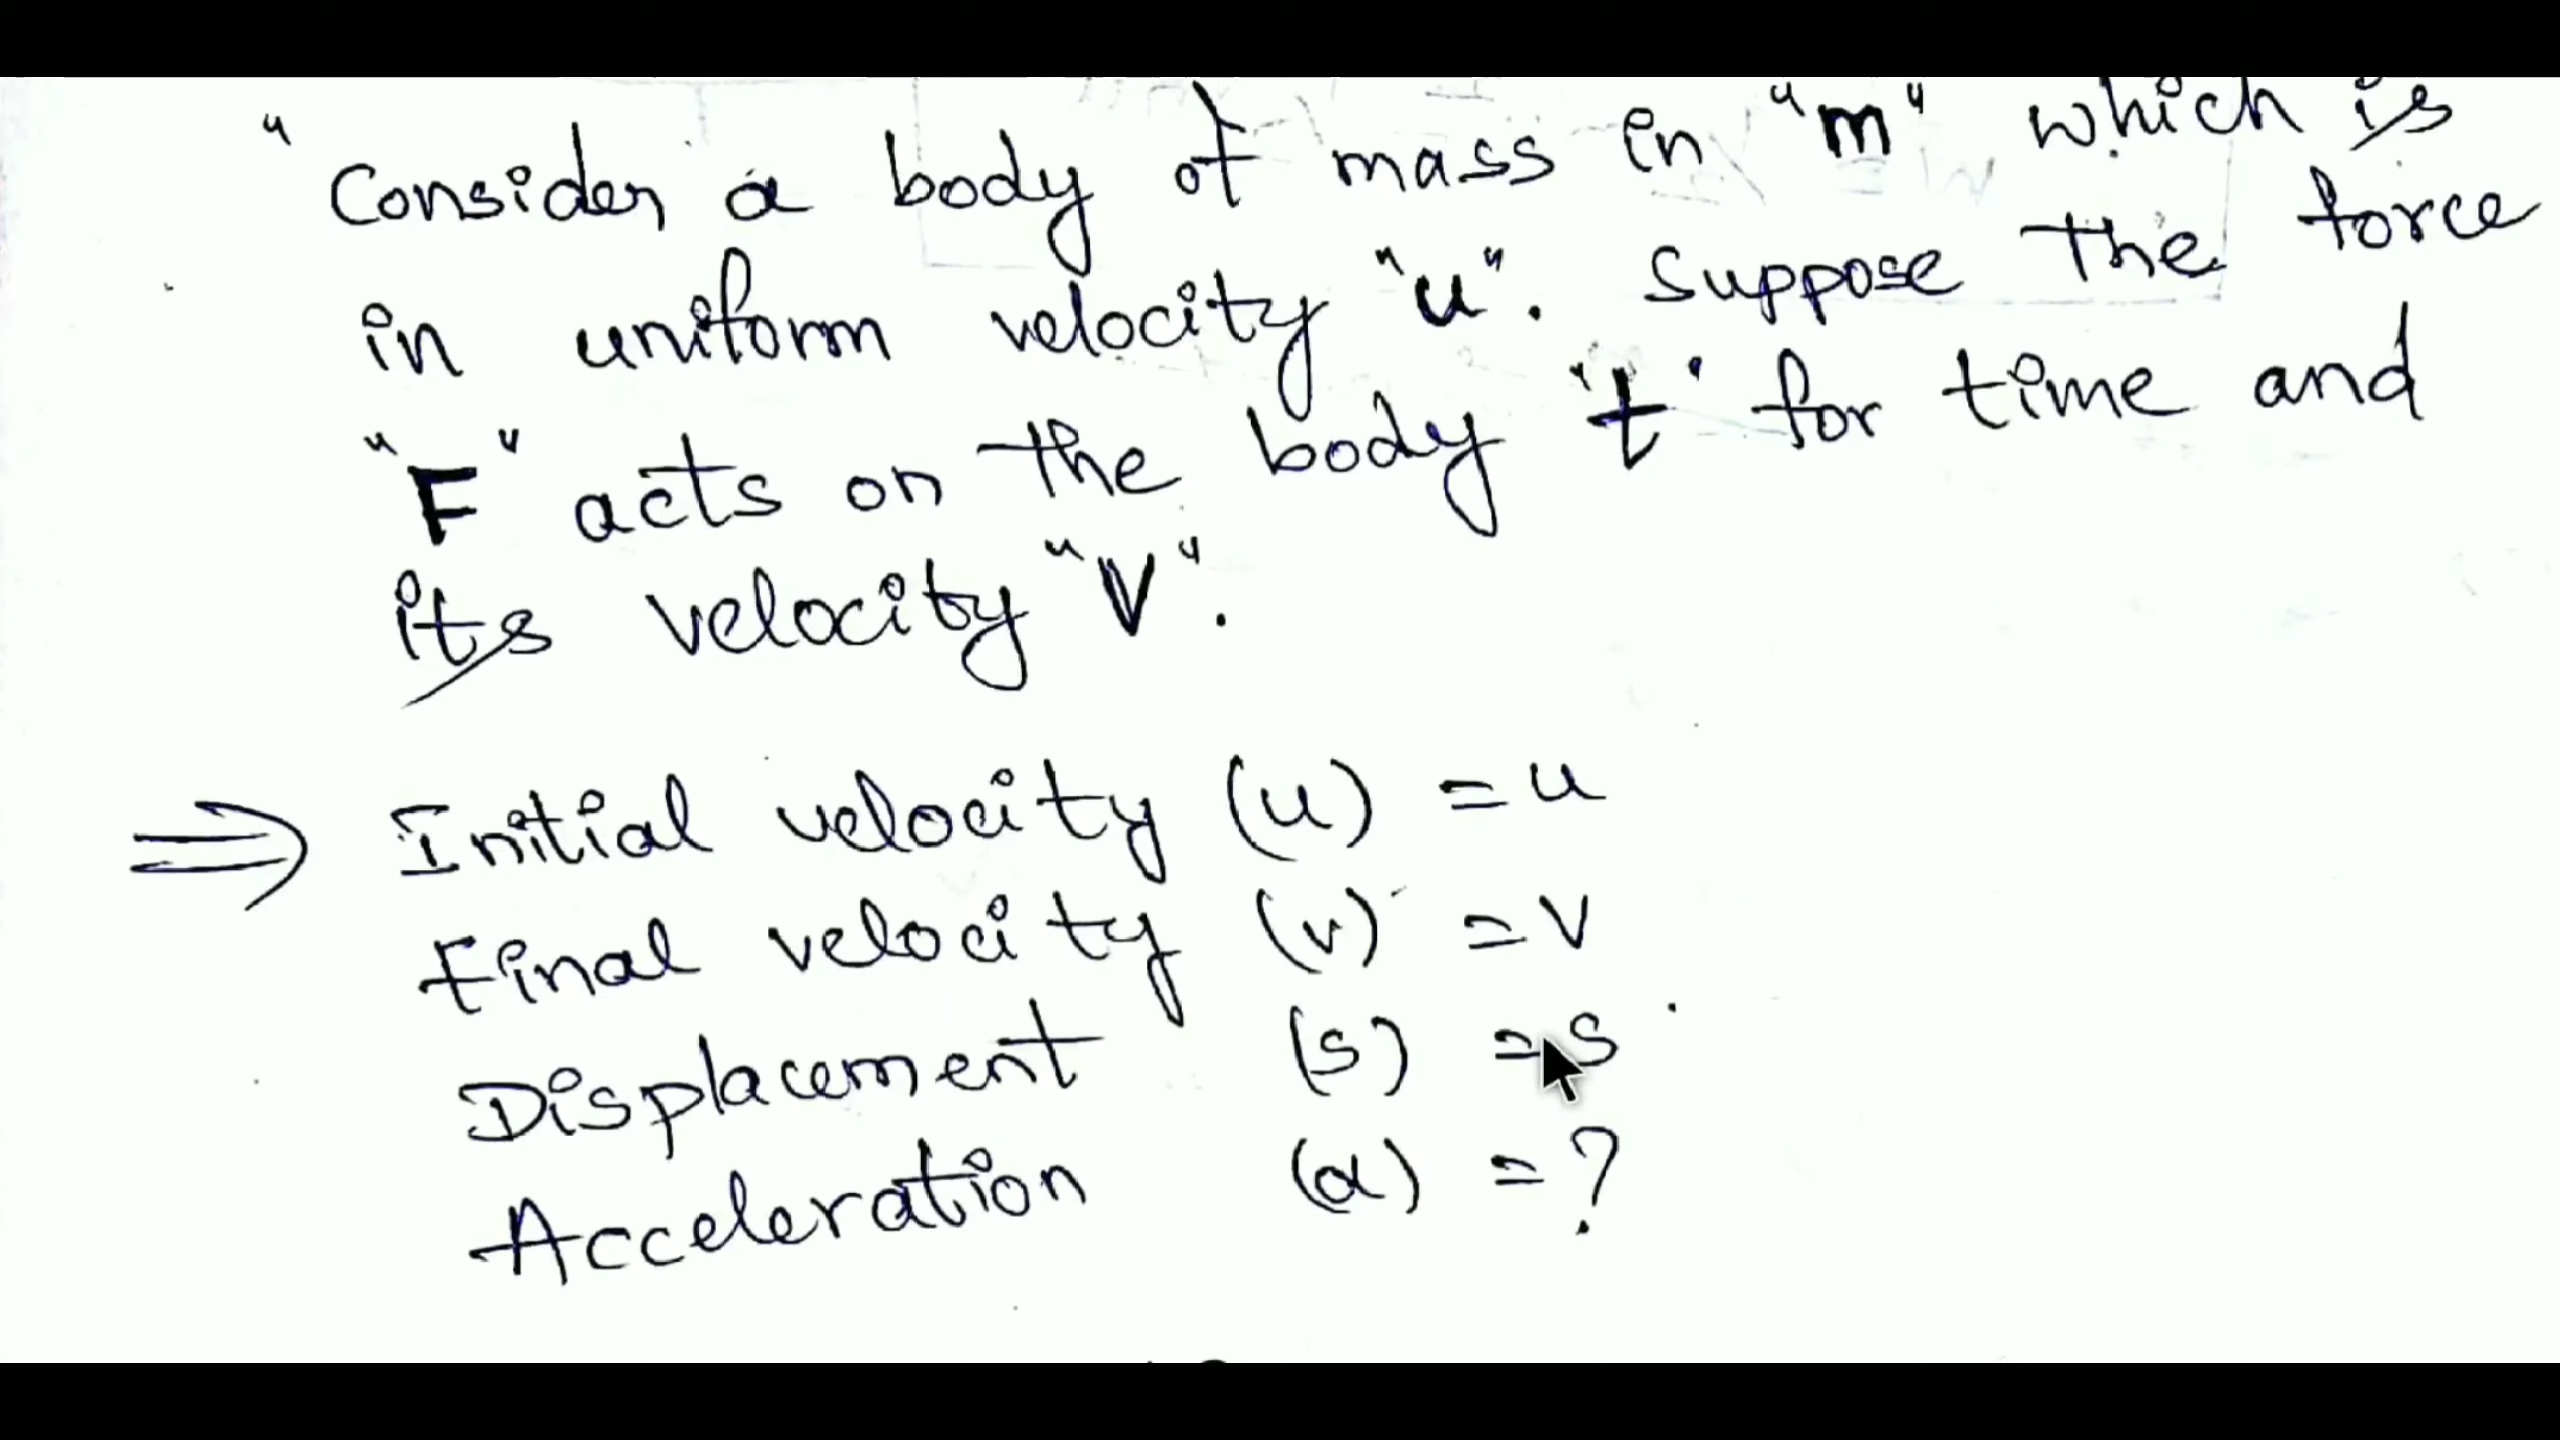 "Consider a body of mass in "m" which is
in uniform velocity "u". Suppose the force
"F" acts on the body "t" for time and
its velocity "V".
⇒ Initial velocity (u) = u
Final velocity (v) = v
Displacement (s) = s
Acceleration (a) = ?